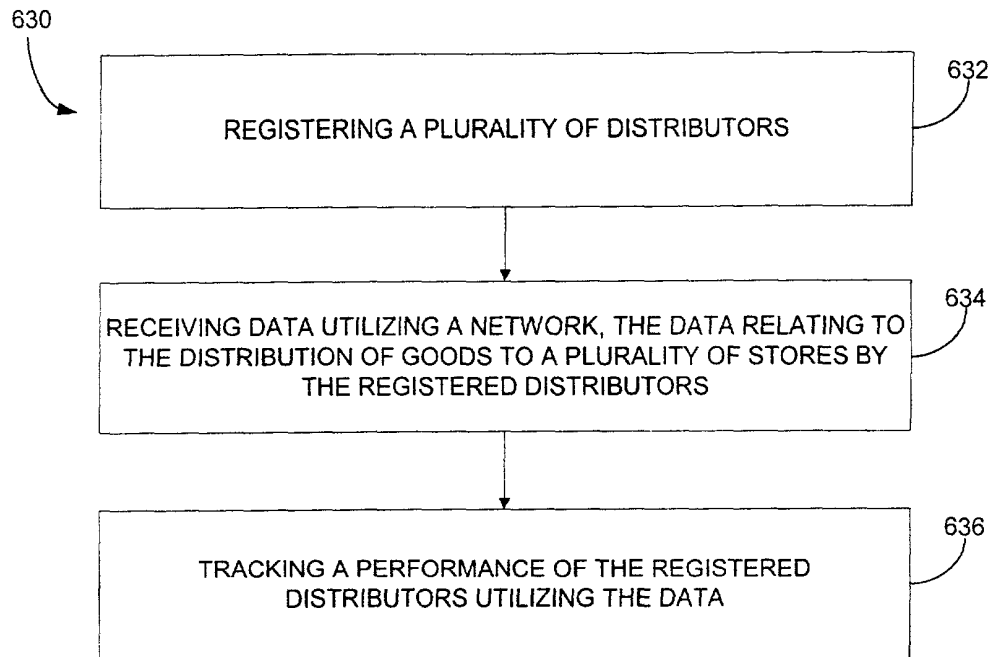 630
632
REGISTERING A PLURALITY OF DISTRIBUTORS
634
RECEIVING DATA UTILIZING A NETWORK, THE DATA RELATING TO
THE DISTRIBUTION OF GOODS TO A PLURALITY OF STORES BY
THE REGISTERED DISTRIBUTORS
636
TRACKING A PERFORMANCE OF THE REGISTERED
DISTRIBUTORS UTILIZING THE DATA